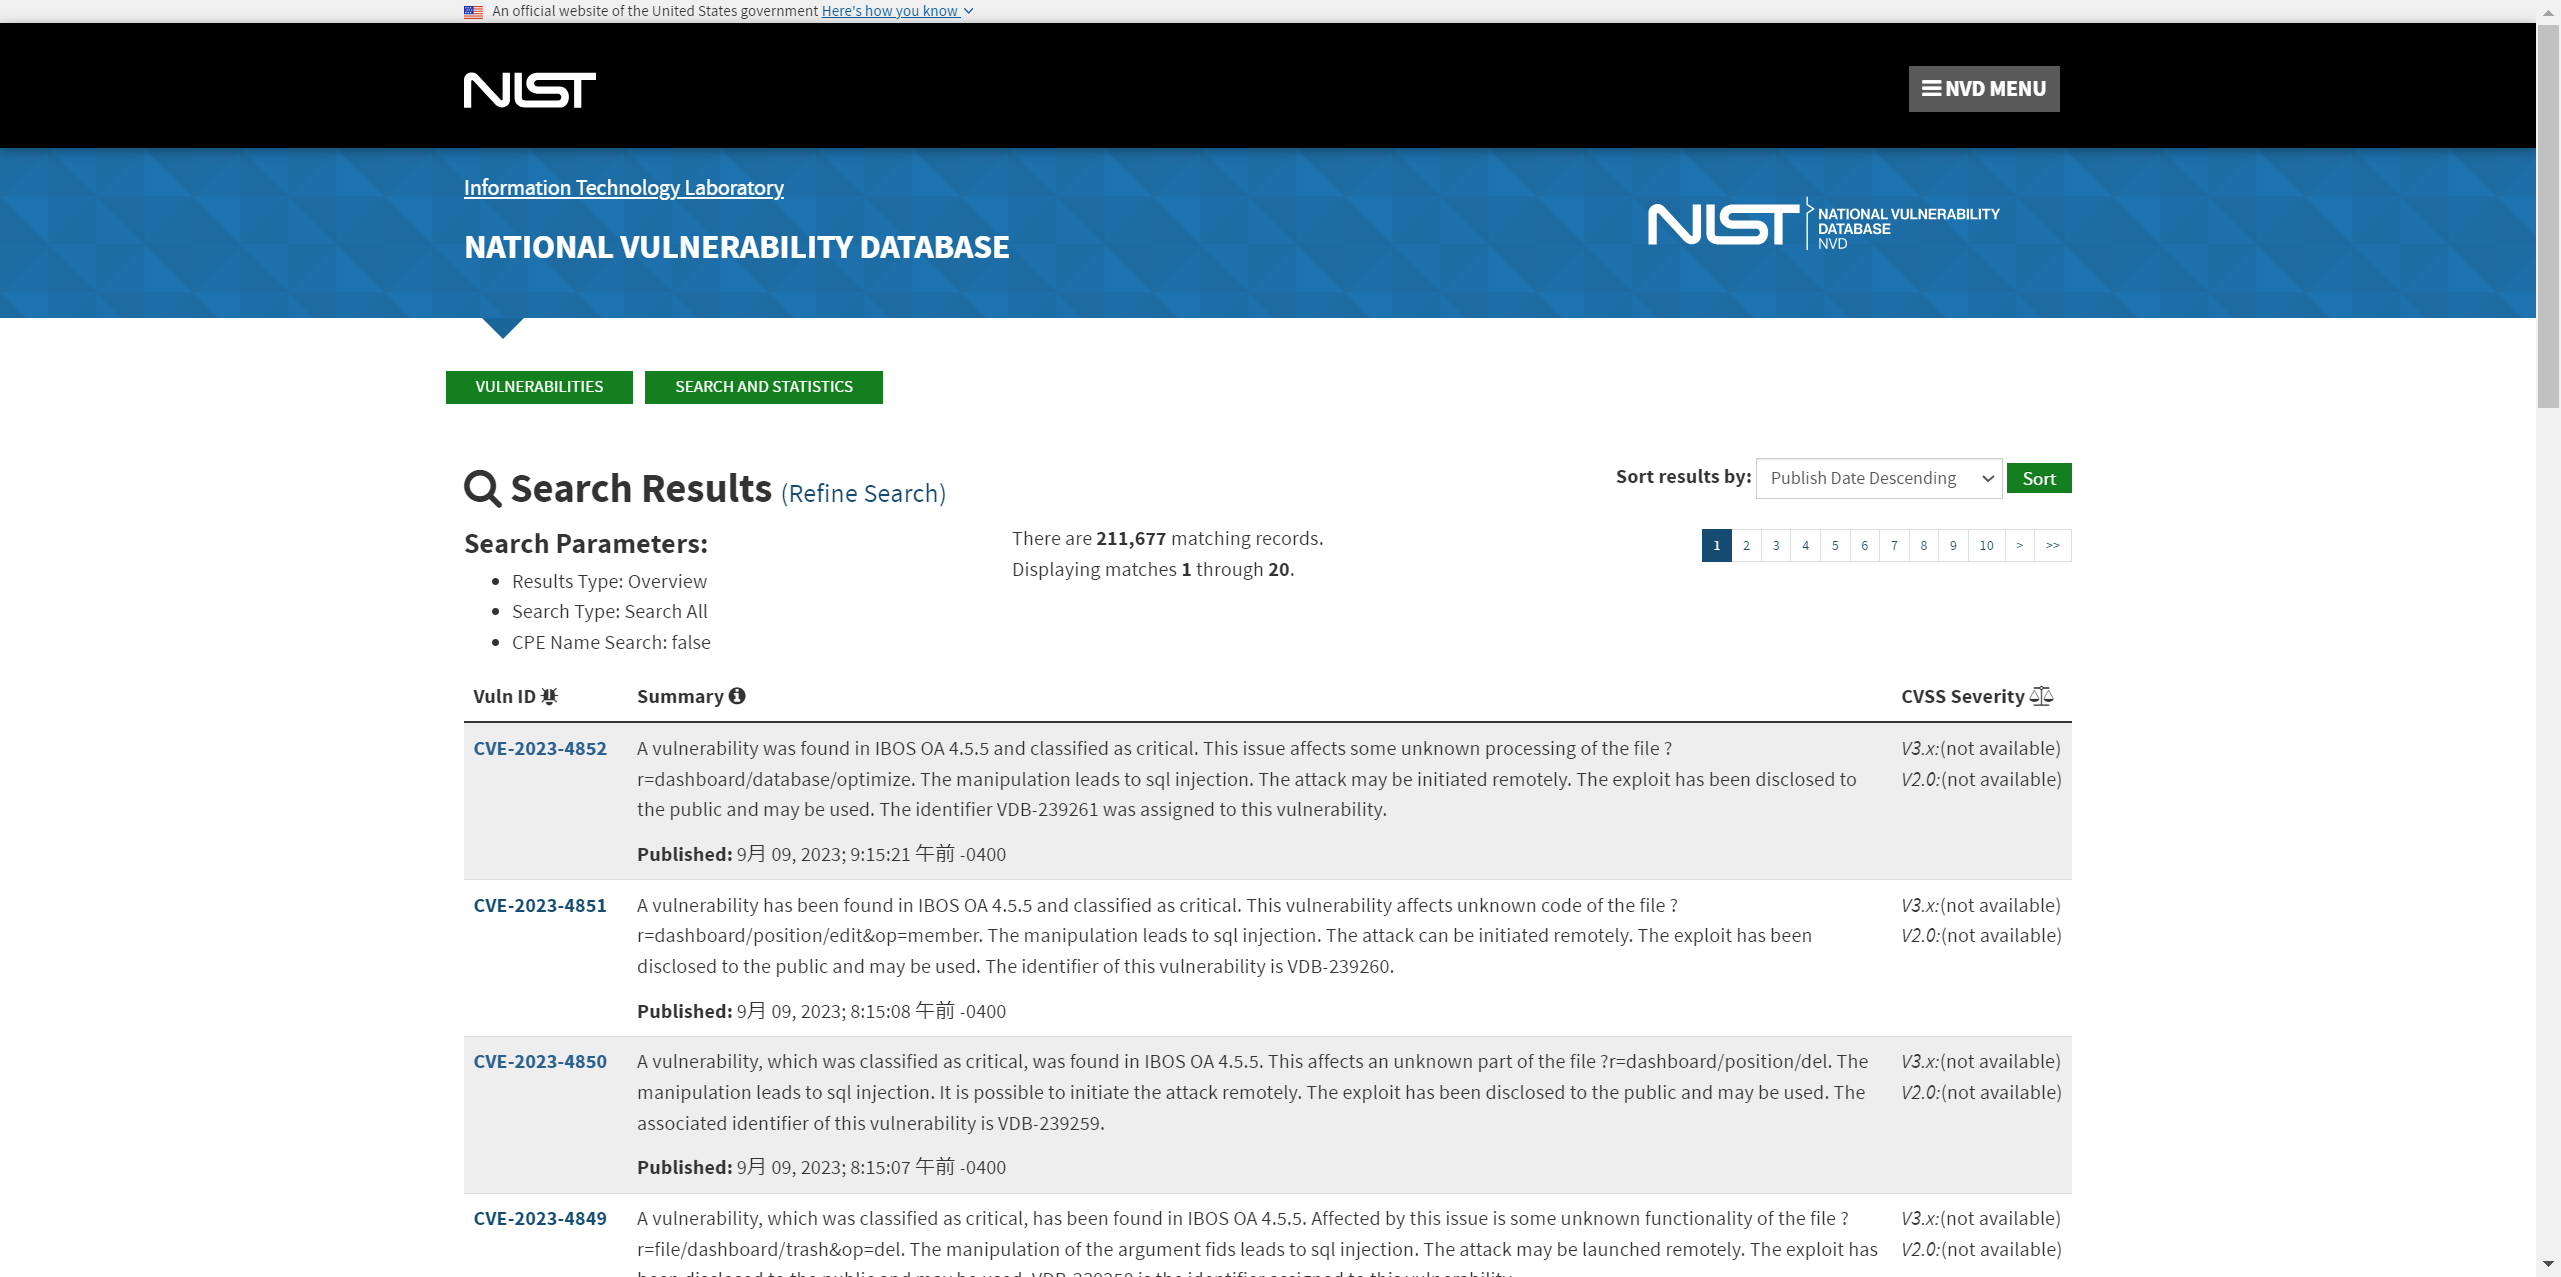 An official website of the United States government Here's how you know
NIST
NVD MENU
Information Technology Laboratory
NATIONAL VULNERABILITY DATABASE
NIST
NATIONAL VULNERABILITY
DATABASE
NVD
VULNERABILITIES
SEARCH AND STATISTICS
Search Results (Refine Search)
Sort results by: Publish Date Descending Sort
Search Parameters:
Results Type: Overview
Search Type: Search All
CPE Name Search: false
There are 211,677 matching records.
Displaying matches 1 through 20.
1 2 3 4 5 6 7 8 9 10 > >>
Vuln ID Summary CVSS Severity
CVE-2023-4852
A vulnerability was found in IBOS OA 4.5.5 and classified as critical. This issue affects some unknown processing of the file ?
r=dashboard/database/optimize. The manipulation leads to sql injection. The attack may be initiated remotely. The exploit has been disclosed to
the public and may be used. The identifier VDB-239261 was assigned to this vulnerability.
Published: 9月 09, 2023; 9:15:21 午前 -0400
V3.x:(not available)
V2.0:(not available)
CVE-2023-4851
A vulnerability has been found in IBOS OA 4.5.5 and classified as critical. This vulnerability affects unknown code of the file ?
r=dashboard/position/edit&op=member. The manipulation leads to sql injection. The attack can be initiated remotely. The exploit has been
disclosed to the public and may be used. The identifier of this vulnerability is VDB-239260.
Published: 9月 09, 2023; 8:15:08 午前 -0400
V3.x:(not available)
V2.0:(not available)
CVE-2023-4850
A vulnerability, which was classified as critical, was found in IBOS OA 4.5.5. This affects an unknown part of the file ?r=dashboard/position/del. The
manipulation leads to sql injection. It is possible to initiate the attack remotely. The exploit has been disclosed to the public and may be used. The
associated identifier of this vulnerability is VDB-239259.
Published: 9月 09, 2023; 8:15:07 午前 -0400
V3.x:(not available)
V2.0:(not available)
CVE-2023-4849
A vulnerability, which was classified as critical, has been found in IBOS OA 4.5.5. Affected by this issue is some unknown functionality of the file ?
r=file/dashboard/trash&op=del. The manipulation of the argument fids leads to sql injection. The attack may be launched remotely. The exploit has
V3.x:(not available)
V2.0:(not available)